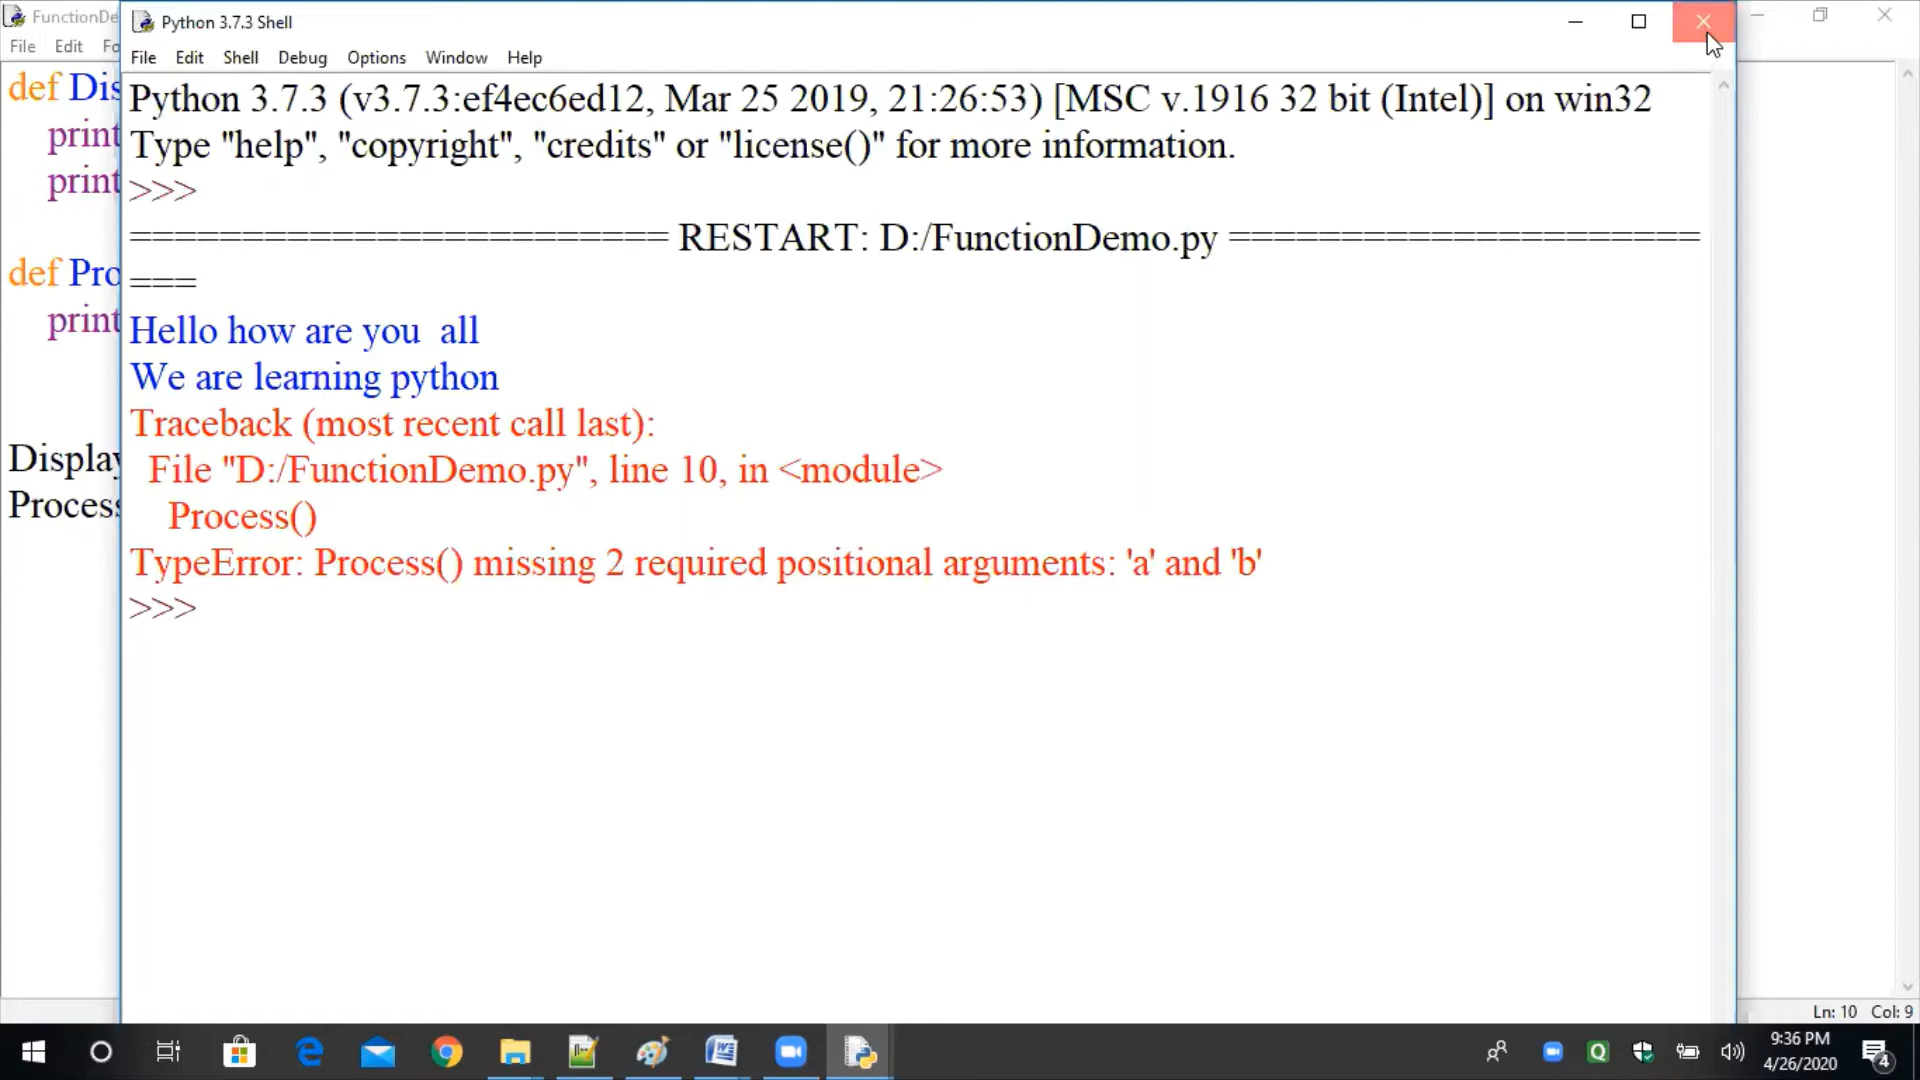 FunctionDe
File Edit Fo
def Dis
print
print
def Pro
print
Display
Process
Python 3.7.3 Shell
File Edit Shell Debug Options Window Help
Python 3.7.3 (v3.7.3:ef4ec6ed12, Mar 25 2019, 21:26:53) [MSC v.1916 32 bit (Intel)] on win32
Type "help", "copyright", "credits" or "license()" for more information.
>>>
========================= RESTART: D:/FunctionDemo.py ======================
===
Hello how are you  all
We are learning python
Traceback (most recent call last):
  File "D:/FunctionDemo.py", line 10, in <module>
    Process()
TypeError: Process() missing 2 required positional arguments: 'a' and 'b'
>>>
Ln: 10 Col: 9
9:36 PM
4/26/2020
4